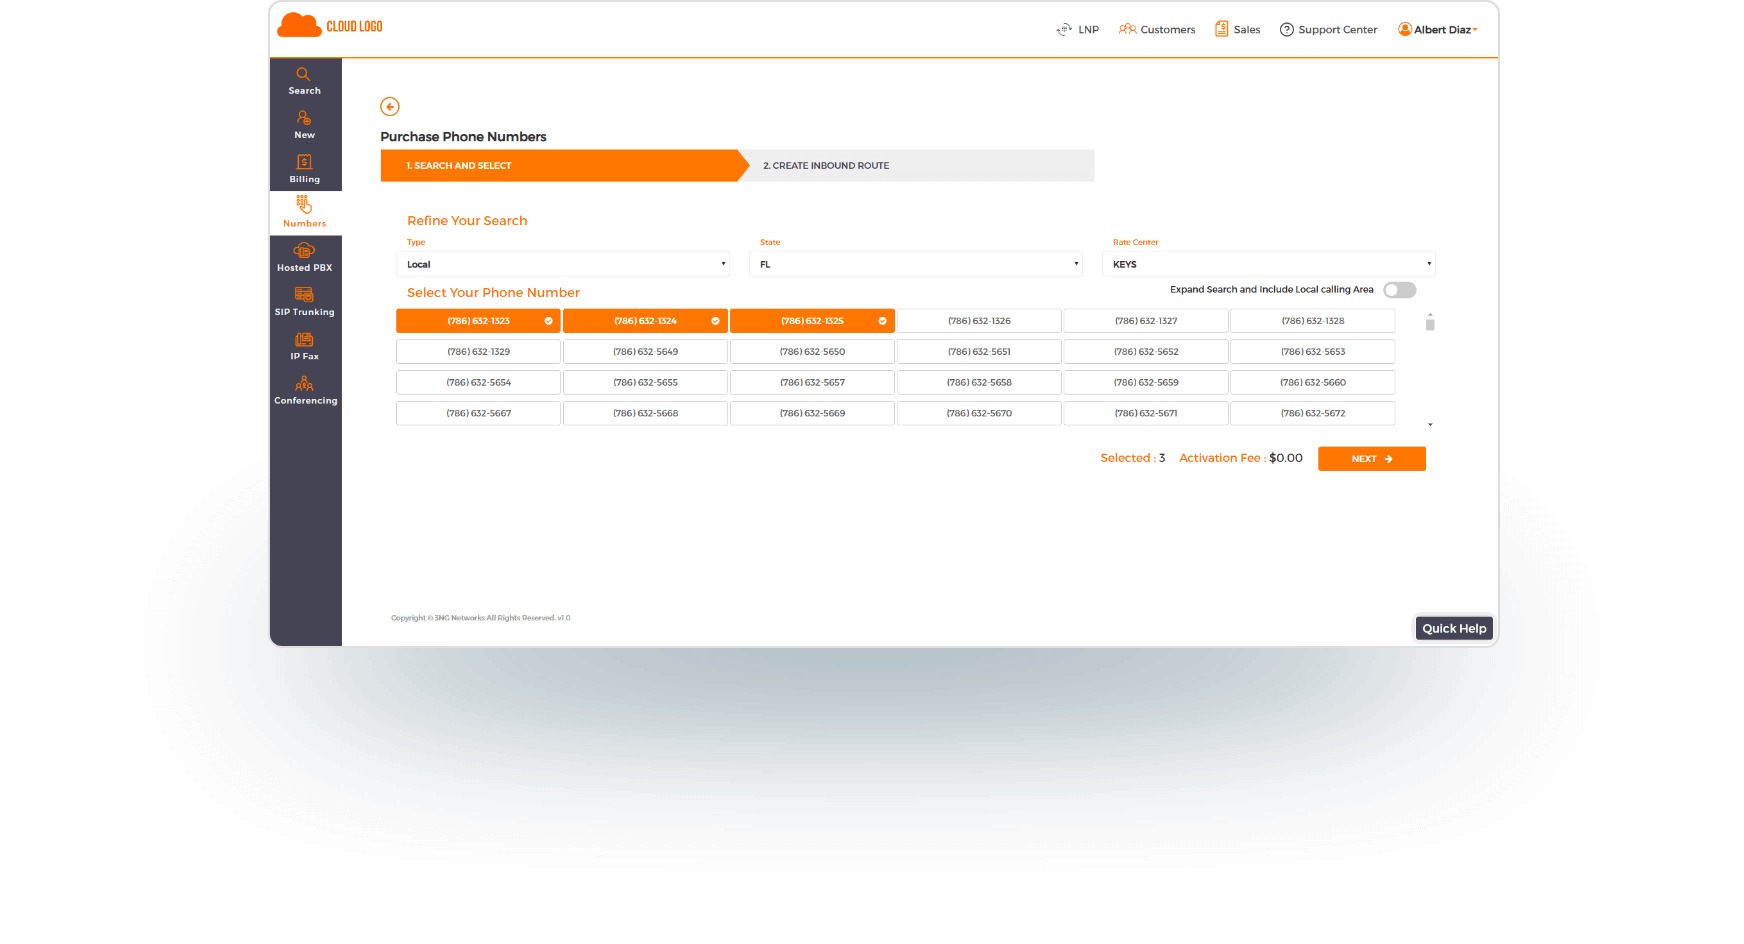 CLOUD LOGO
LNP Customers Sales Support Center Albert Diaz
Search
New
Billing
Numbers
Hosted PBX
SIP Trunking
IP Fax
Conferencing
Purchase Phone Numbers
1. SEARCH AND SELECT 2. CREATE INBOUND ROUTE
Refine Your Search
Type State Rate Center
Local FL KEYS
Select Your Phone Number Expand Search and Include Local calling Area
(786) 632-1323 (786) 632-1324 (786) 632-1325 (786) 632-1326 (786) 632-1327 (786) 632-1328
(786) 632-1329 (786) 632-5649 (786) 632-5650 (786) 632-5651 (786) 632-5652 (786) 632-5653
(786) 632-5654 (786) 632-5655 (786) 632-5657 (786) 632-5658 (786) 632-5659 (786) 632-5660
(786) 632-5667 (786) 632-5668 (786) 632-5669 (786) 632-5670 (786) 632-5671 (786) 632-5672
Selected : 3 Activation Fee : $0.00 NEXT
Copyright © 3NG Networks All Rights Reserved. v1.0
Quick Help